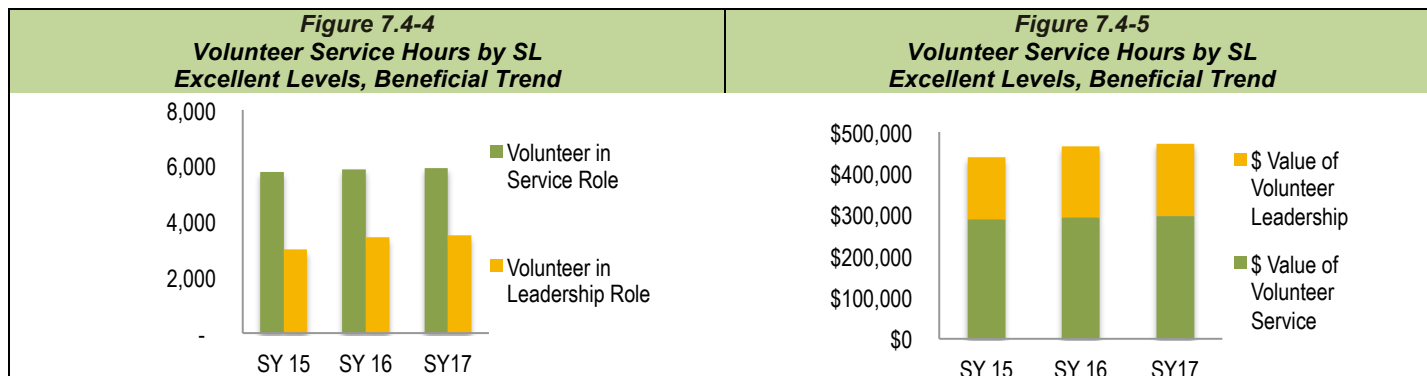 Figure 7.4-4
Volunteer Service Hours by SL
Excellent Levels, Beneficial Trend
8,000
6,000
4,000
2,000
-
SY 15 SY 16 SY17
Volunteer in
Service Role
Volunteer in
Leadership Role
Figure 7.4-5
Volunteer Service Hours by SL
Excellent Levels, Beneficial Trend
$500,000
$400,000
$300,000
$200,000
$100,000
$0
SY 15 SY 16 SY17
$ Value of
Volunteer
Leadership
$ Value of
Volunteer
Service